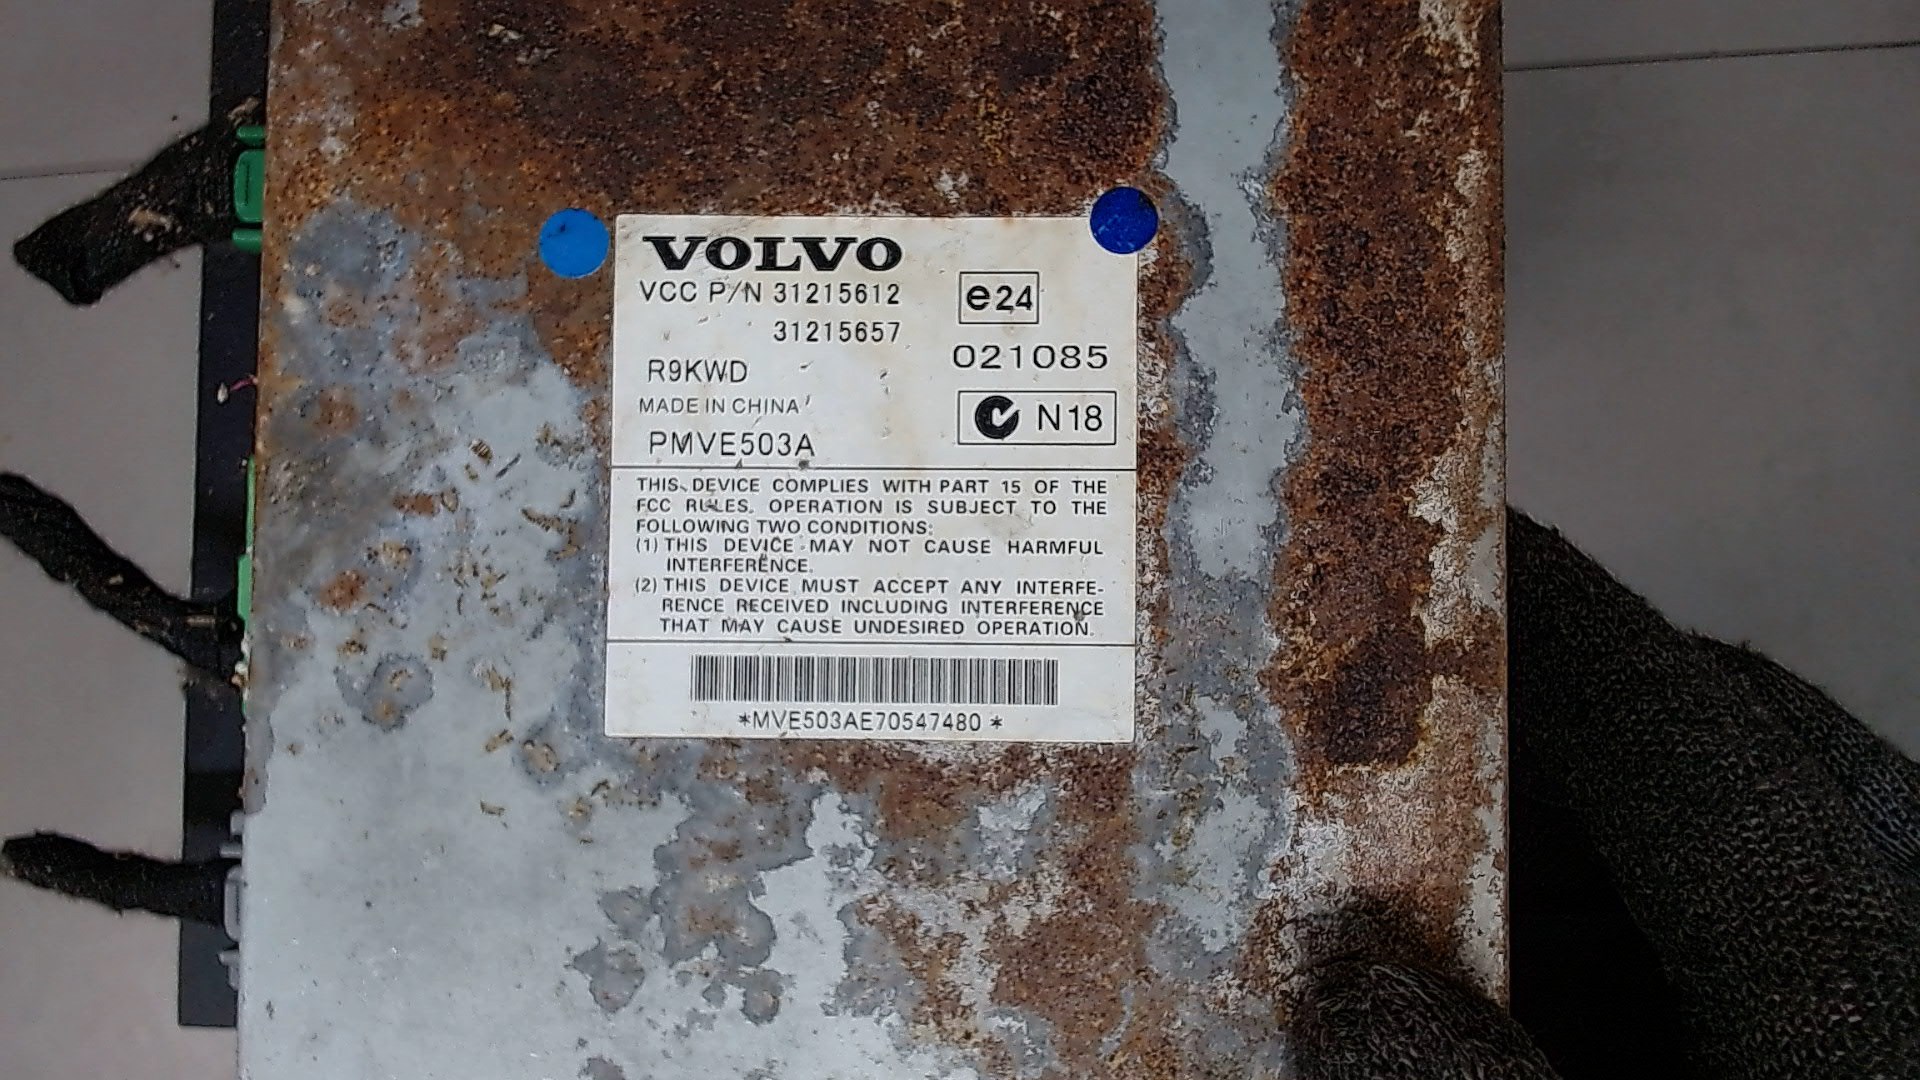 VOLVO
VCC P/N 31215612
31215657
e24
021085
R9KWD
MADE IN CHINA
PMVE503A
N18
THIS DEVICE COMPLIES WITH PART 15 OF THE
FCC RULES. OPERATION IS SUBJECT TO THE
FOLLOWING TWO CONDITIONS:
(1) THIS DEVICE MAY NOT CAUSE HARMFUL
INTERFERENCE.
(2) THIS DEVICE MUST ACCEPT ANY INTERFE-
RENCE RECEIVED INCLUDING INTERFERENCE
THAT MAY CAUSE UNDESIRED OPERATION.
*MVE503AE70547480*